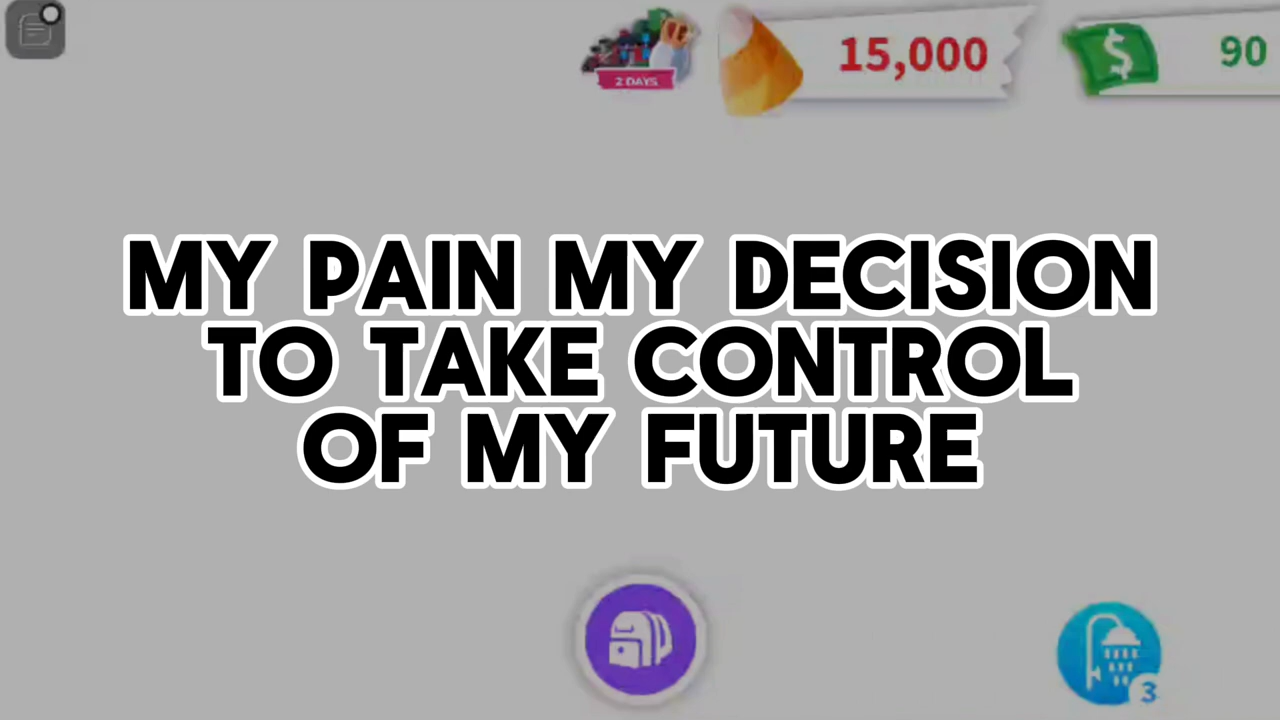 2 DAYS
15,000
90
MY PAIN MY DECISION
TO TAKE CONTROL
OF MY FUTURE
3